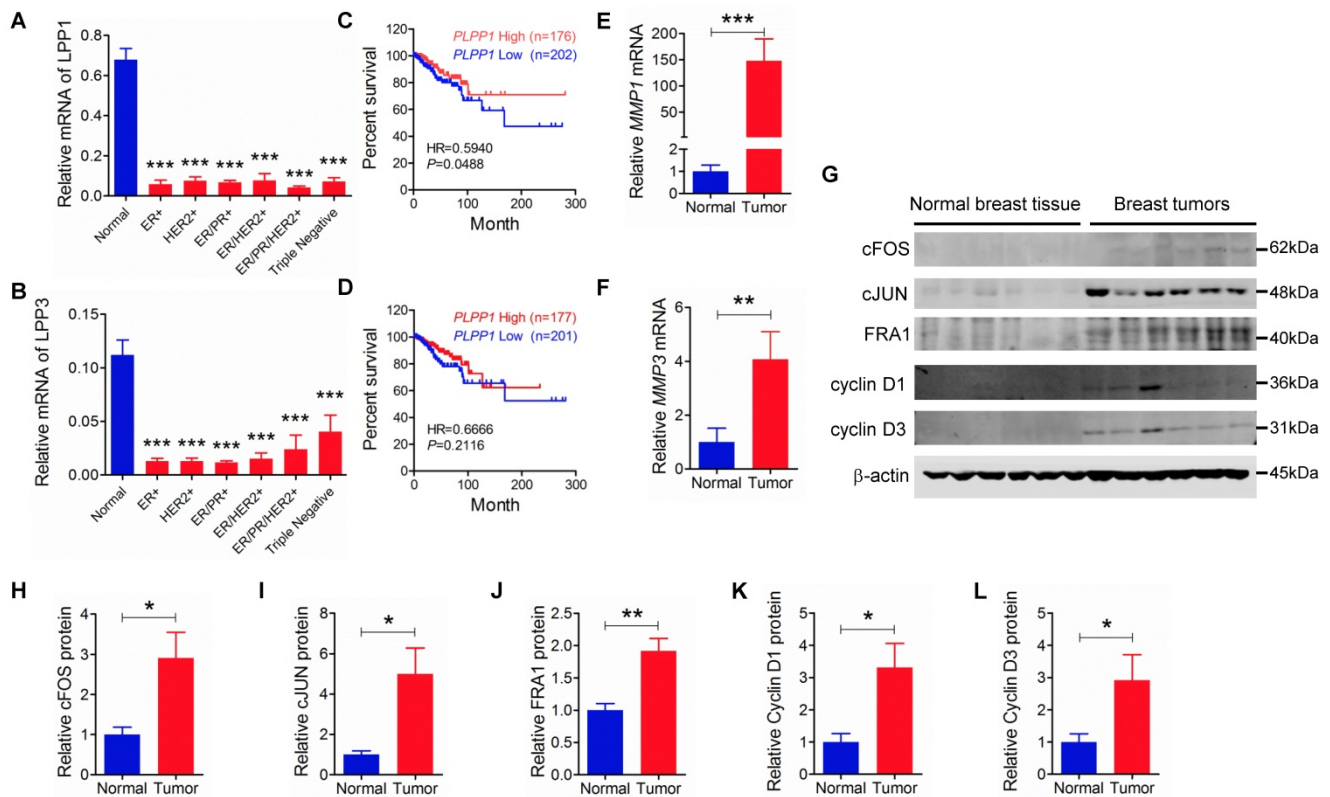 A
Relative mRNA of LPP1
0.8
0.6
0.4
0.2
0.0
***
***
***
***
***
***
Normal
ER+
HER2+
ER/PR+
ER/HER2+
ER/PR/HER2+
Triple Negative
B
Relative mRNA of LPP3
0.15
0.10
0.05
0.00
***
***
***
***
***
***
Normal
ER+
HER2+
ER/PR+
ER/HER2+
ER/PR/HER2+
Triple Negative
C
Percent survival
120
100
80
60
40
20
0
PLPP1 High (n=176)
PLPP1 Low (n=202)
HR=0.5940
P=0.0488
0 100 200 300
Month
D
Percent survival
120
100
80
60
40
20
0
PLPP1 High (n=177)
PLPP1 Low (n=201)
HR=0.6666
P=0.2116
0 100 200 300
Month
E
Relative MMP1 mRNA
200
150
100
50
2
1
0
***
Normal Tumor
F
Relative MMP3 mRNA
6
4
2
0
**
Normal Tumor
G
Normal breast tissue Breast tumors
cFOS 62kDa
cJUN 48kDa
FRA1 40kDa
cyclin D1 36kDa
cyclin D3 31kDa
β-actin 45kDa
H
Relative cFOS protein
4
3
2
1
0
*
Normal Tumor
I
Relative cJUN protein
8
6
4
2
0
*
Normal Tumor
J
Relative FRA1 protein
2.5
2.0
1.5
1.0
0.5
0.0
**
Normal Tumor
K
Relative Cyclin D1 protein
5
4
3
2
1
0
*
Normal Tumor
L
Relative Cyclin D3 protein
5
4
3
2
1
0
*
Normal Tumor